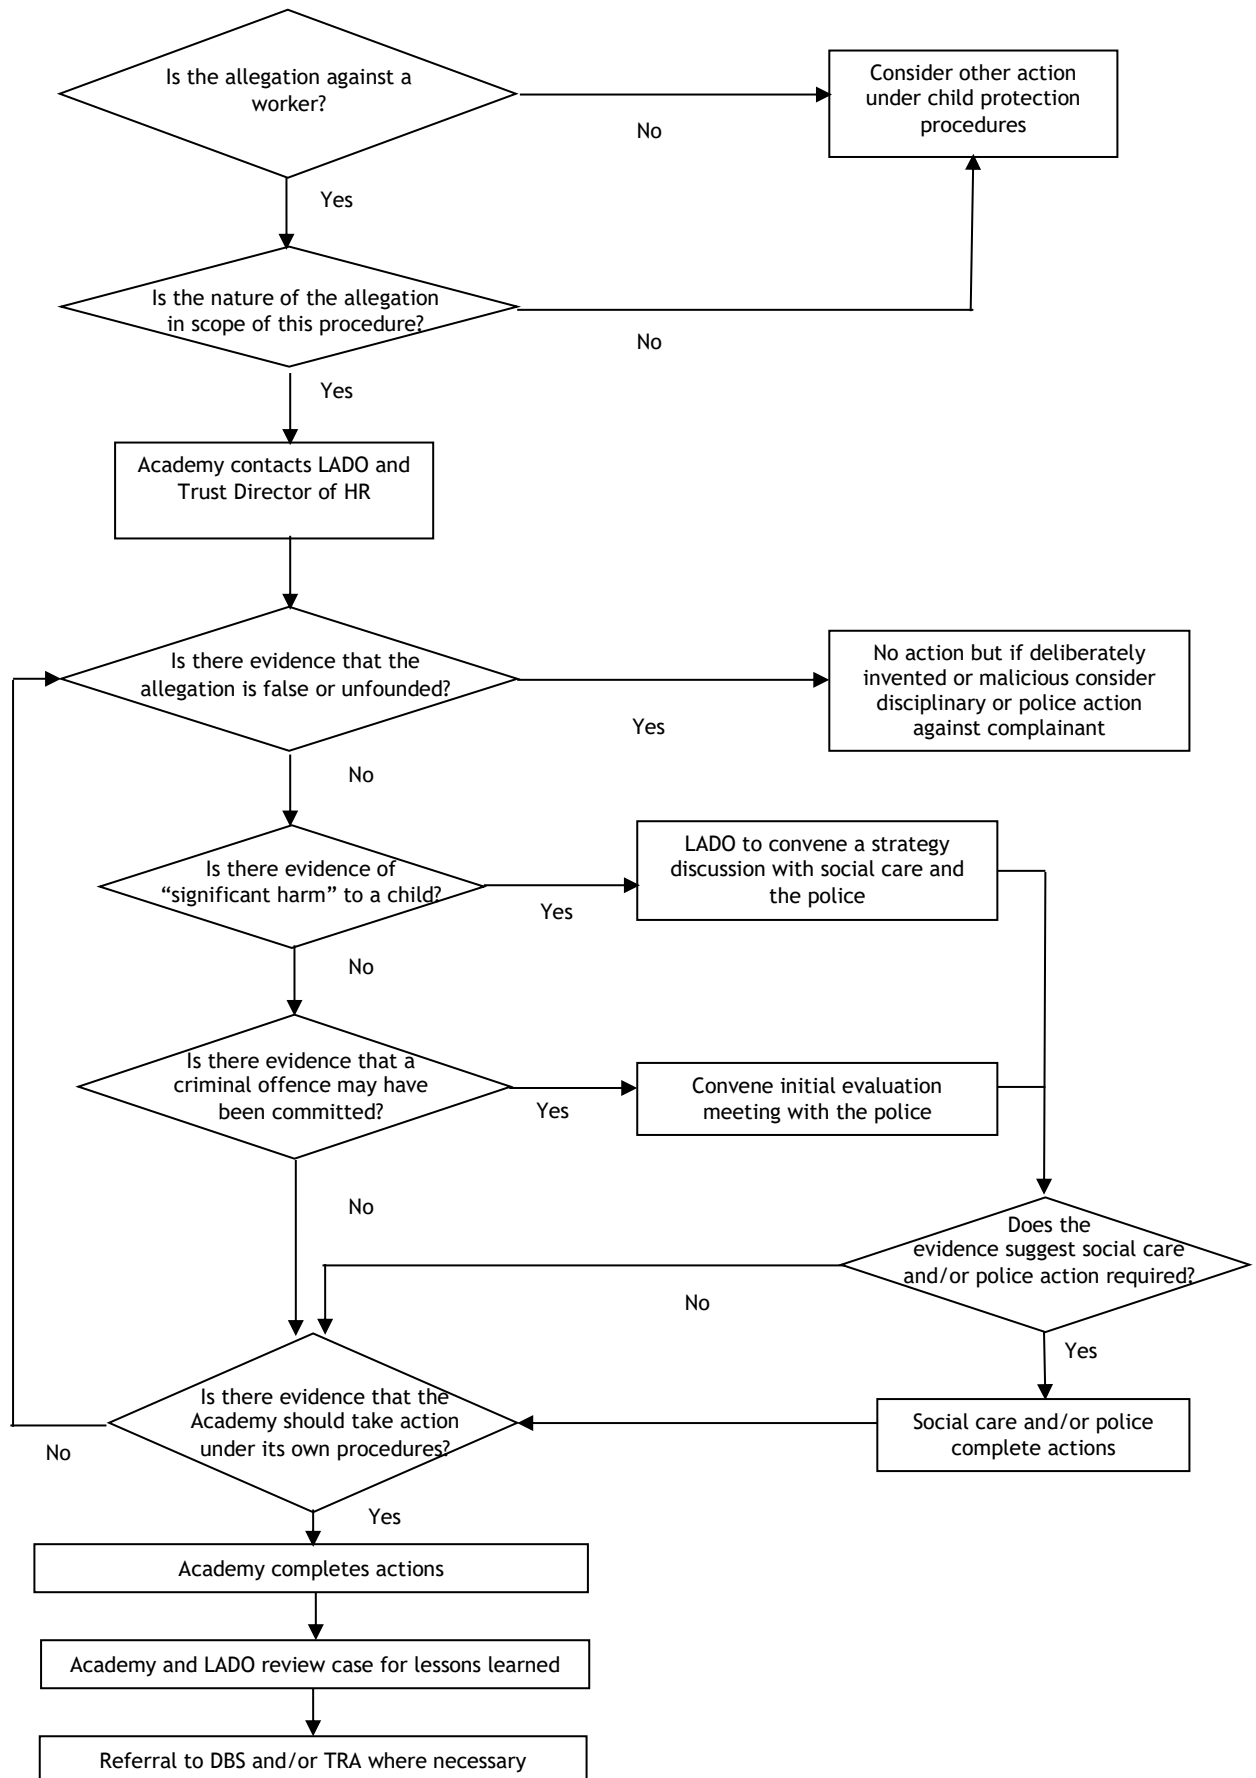 Is the allegation against a
worker?
No
Consider other action
under child protection
procedures
Yes
Is the nature of the allegation
in scope of this procedure?
No
Yes
Academy contacts LADO and
Trust Director of HR
Is there evidence that the
allegation is false or unfounded?
Yes
No action but if deliberately
invented or malicious consider
disciplinary or police action
against complainant
No
Is there evidence of
“significant harm” to a child?
Yes
LADO to convene a strategy
discussion with social care and
the police
No
Is there evidence that a
criminal offence may have
been committed?
Yes
Convene initial evaluation
meeting with the police
No
Does the
evidence suggest social care
and/or police action required?
No
Yes
Social care and/or police
complete actions
Is there evidence that the
Academy should take action
under its own procedures?
No
Yes
Academy completes actions
Academy and LADO review case for lessons learned
Referral to DBS and/or TRA where necessary